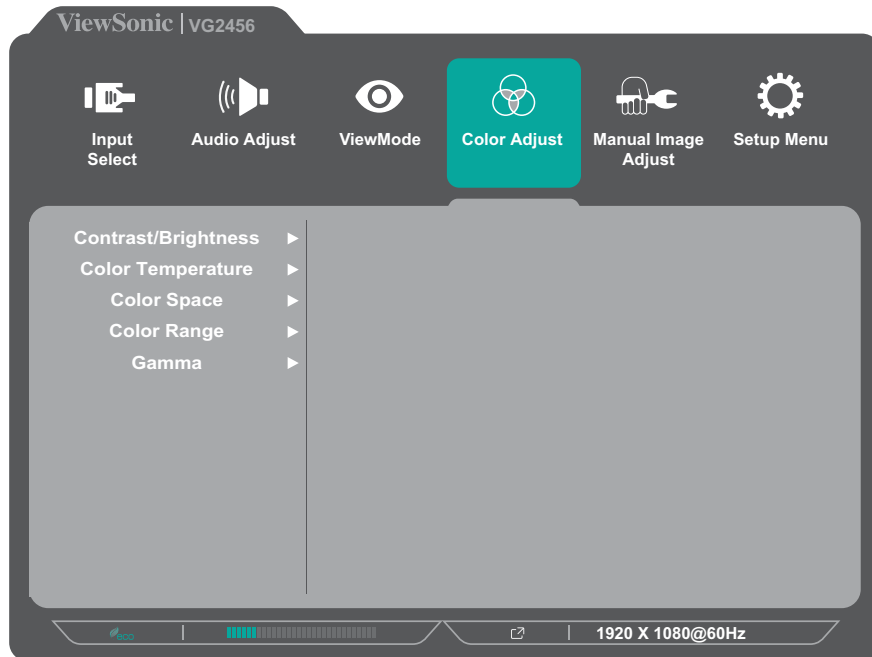 ViewSonic | VG2456
Input
Select
Audio Adjust
ViewMode
Color Adjust
Manual Image
Adjust
Setup Menu
Contrast/Brightness
Color Temperature
Color Space
Color Range
Gamma
eco
1920 X 1080@60Hz